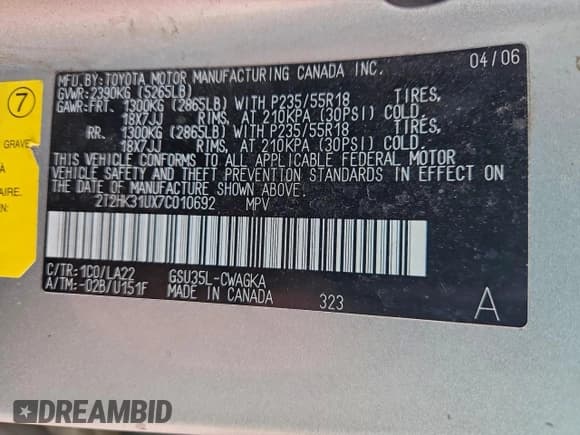 MFD.BY:TOYOTA MOTOR MANUFACTURING CANADA INC. 04/06
GVWR:2390KG (5265LB)
GAWR:FRT. 1300KG (2865LB) WITH P235/55R18 TIRES,
18X7JJ RIMS, AT 210KPA (30PSI) COLD.
RR. 1300KG (2865LB) WITH P235/55R18 TIRES,
18X7JJ RIMS, AT 210KPA (30PSI) COLD.
THIS VEHICLE CONFORMS TO ALL APPLICABLE FEDERAL MOTOR
VEHICLE SAFETY AND THEFT PREVENTION STANDARDS IN EFFECT ON
THE DATE OF MANUFACTURE SHOWN ABOVE.
2T2HK31UX7C010692 MPV
C/TR:1C0/LA22 GSU35L-CWAGKA
A/TM:-02B/U151F MADE IN CANADA 323 A
7
GRAVE
À
AIRE.
N:
DREAMBID